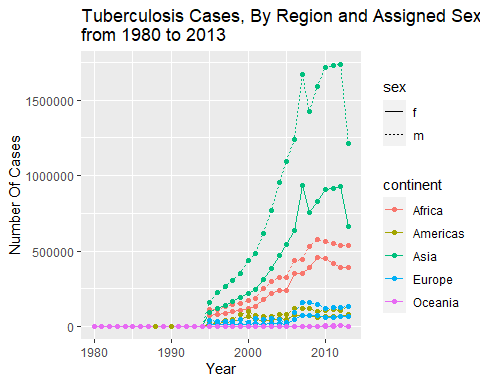 Tuberculosis Cases, By Region and Assigned Sex
from 1980 to 2013
Number Of Cases
1500000
1000000
500000
0
1980
1990
2000
2010
Year
sex
f
m
continent
Africa
Americas
Asia
Europe
Oceania